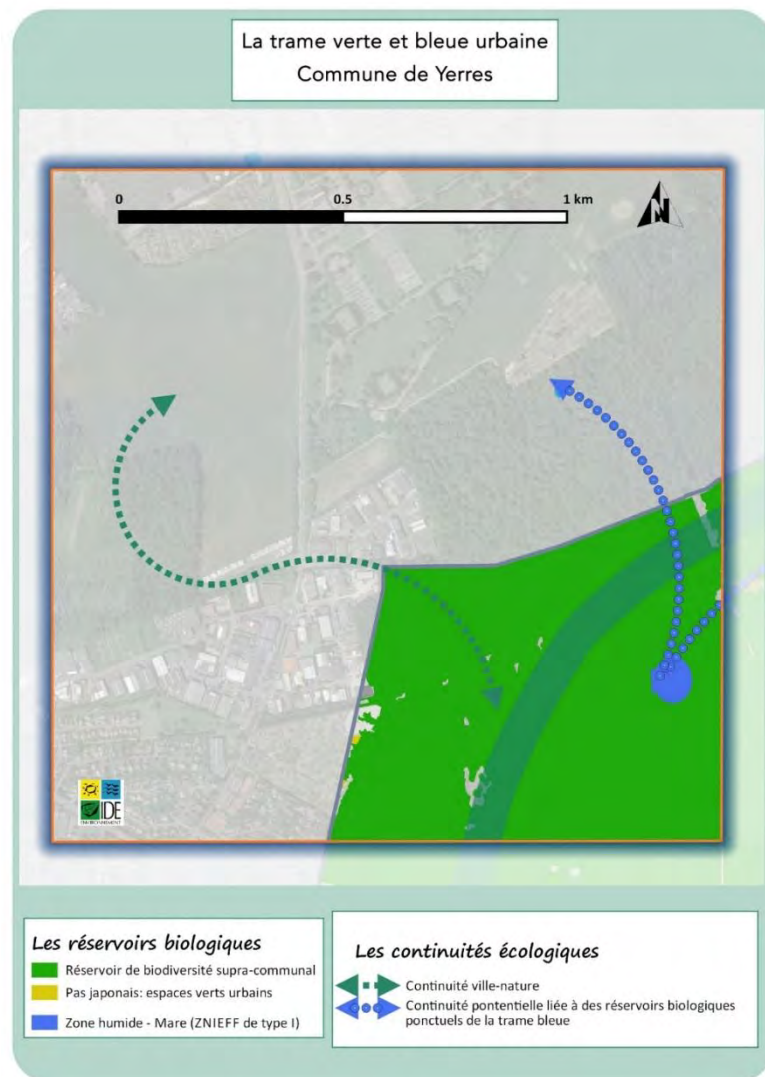 La trame verte et bleue urbaine
Commune de Yerres
0 0.5 1 km
N
IDE
ENVIRONNEMENT
Les réservoirs biologiques
Réservoir de biodiversité supra-communal
Pas japonais: espaces verts urbains
Zone humide - Mare (ZNIEFF de type I)
Les continuités écologiques
Continuité ville-nature
Continuité pontentielle liée à des réservoirs biologiques
ponctuels de la trame bleue